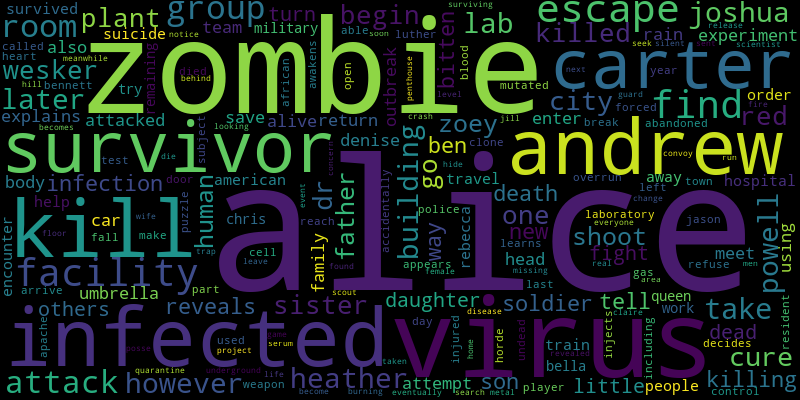 survived called heart
plant
suicide
room
group
team military
turn
begin
able soon luther
surviving
escape
joshua
release
seek silent scientist
lab
killed
rain
experiment
notice
also
wesker
meanwhile
remaining
died
behind
african
awakens
open
penthouse
zombie
outbreak
bitten
blood
mutated
level
hill bennett
try
later
explains
attacked
save
alive return
crash
jill
zoey
enter
clone
carter
next year
guard forced
order
fire
find
red
city
break abandoned
becomes
looking
test die
subject
denise
ben
hide
go
building
survivor
andrew
convoy run
body infection
door
american
concern
dr
father
human
travel
overrun
left
change
away town hospital
help
car
fall make
wife
puzzle
chris
event
reach
accidentally
police
appears
female
way
rebecca
death
one
new
learns
laboratory
everyone
jason
powell
using
encounter
kill
alice
floor
trap
cell
leave
family
found
head
missing
last
shoot
fight
real
gas
area
meet
refuse men
arrive
facility
umbrella
part
scout
sister
daughter
disease
soldier
tell
queen
work
claire
including
take
dead
resident
others
reveals
apache
infected
posse
used
project
game
serum
day
taken
injured
home
horde
undead
virus
train
revealed
bella
injects
decides
cure
quarantine
underground
life
attack
however
weapon
become burning
heather
attempt
eventually
son
search metal
player
little
people
control
killing